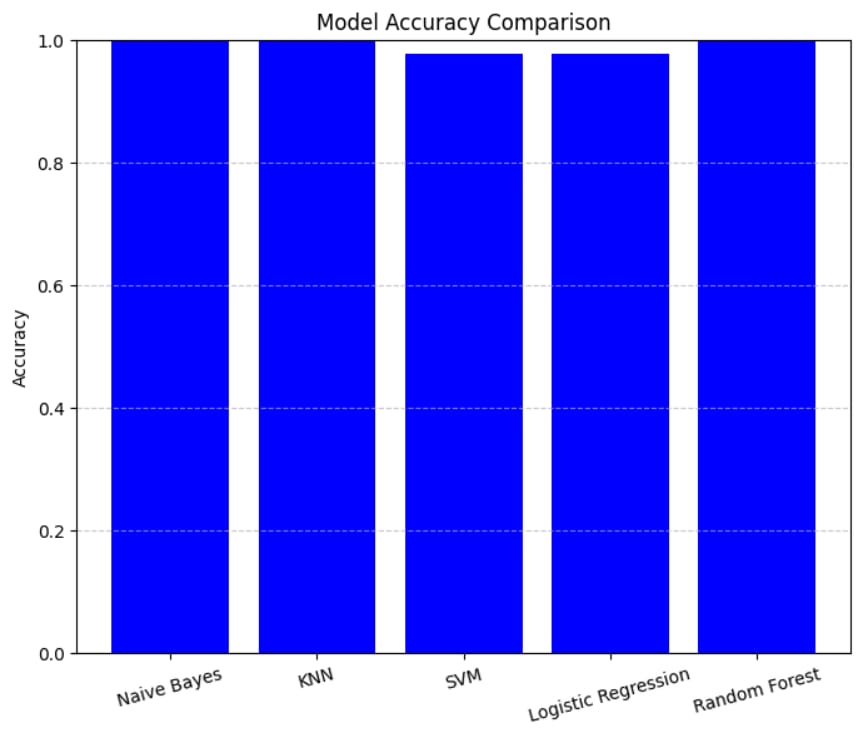 Model Accuracy Comparison
1.0
0.8
0.6
0.4
0.2
0.0
Accuracy
Naive Bayes
KNN
SVM
Logistic Regression
Random Forest